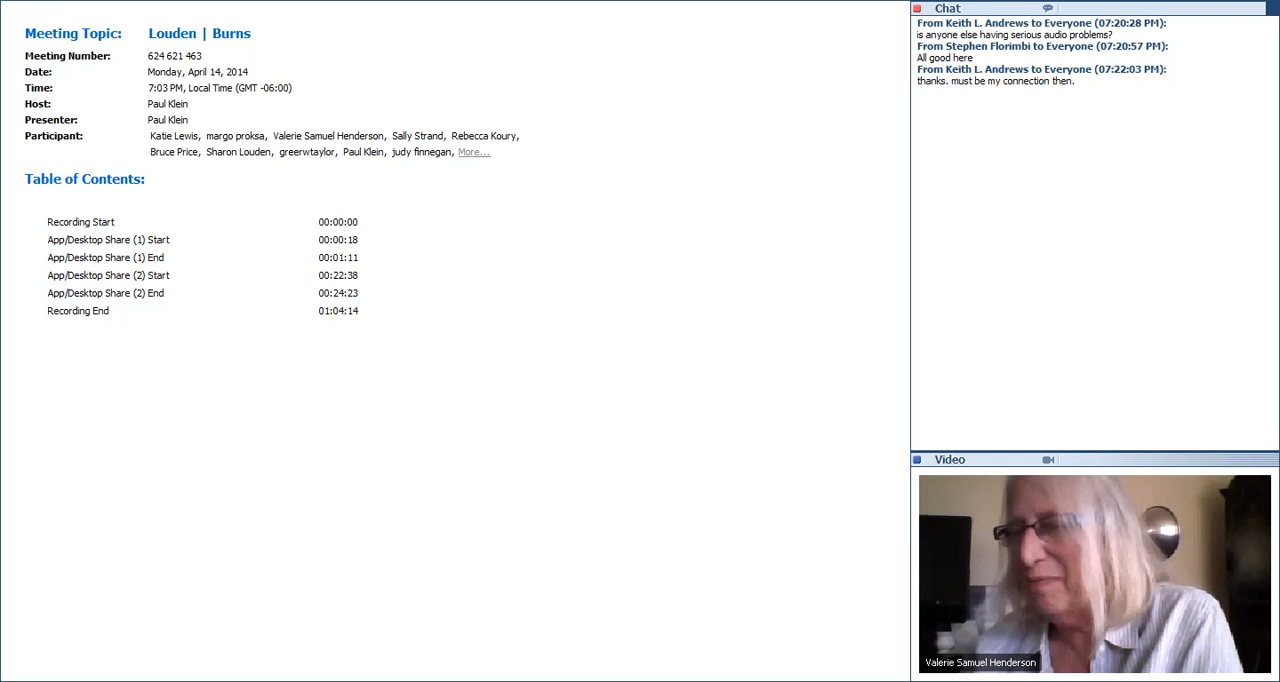 Meeting Topic: Louden | Burns
Meeting Number: 624 621 463
Date: Monday, April 14, 2014
Time: 7:03 PM, Local Time (GMT -06:00)
Host: Paul Klein
Presenter: Paul Klein
Participant: Katie Lewis, margo proksa, Valerie Samuel Henderson, Sally Strand, Rebecca Koury,
Bruce Price, Sharon Louden, greerwtaylor, Paul Klein, judy finnegan, More...
Table of Contents:
Recording Start 00:00:00
App/Desktop Share (1) Start 00:00:18
App/Desktop Share (1) End 00:01:11
App/Desktop Share (2) Start 00:22:38
App/Desktop Share (2) End 00:24:23
Recording End 01:04:14
Chat
From Keith L. Andrews to Everyone (07:20:28 PM):
is anyone else having serious audio problems?
From Stephen Florimbi to Everyone (07:20:57 PM):
All good here
From Keith L. Andrews to Everyone (07:22:03 PM):
thanks. must be my connection then.
Video
Valerie Samuel Henderson